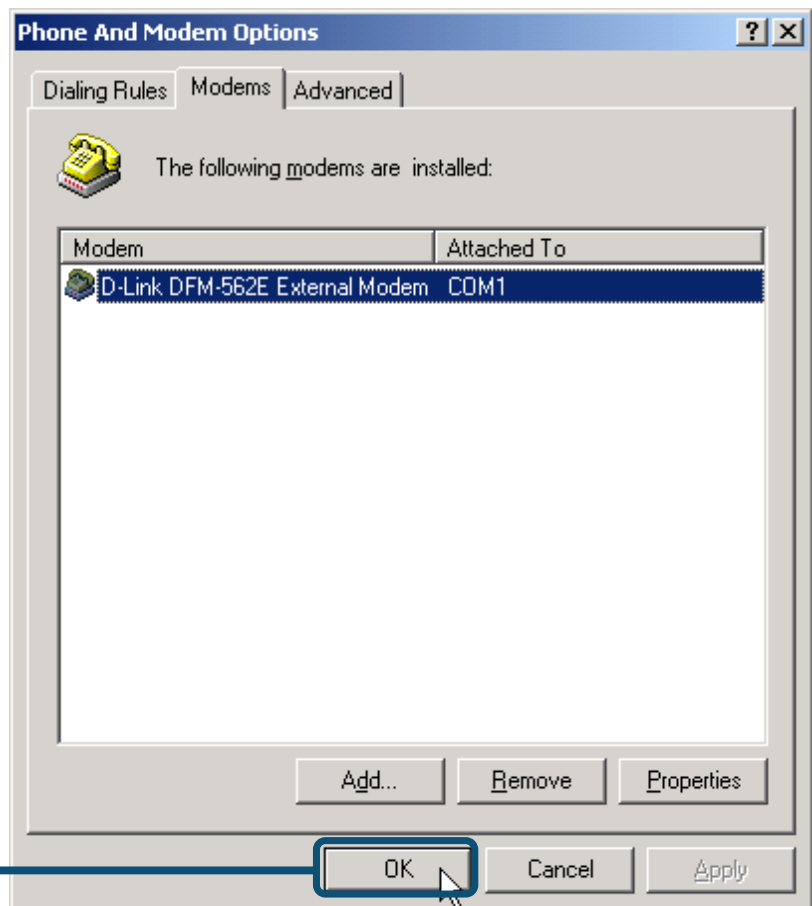 Phone And Modem Options
Dialing Rules Modems Advanced
The following modems are installed:
Modem Attached To
D-Link DFM-562E External Modem COM1
Add... Remove Properties
OK Cancel Apply